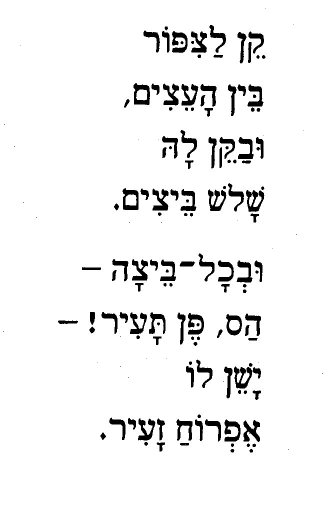 קֵן לַצִּפּוֹר
בֵּין הָעֵצִים,
וּבַקֵּן לָהּ
שָׁלֹשׁ בֵּיצִים.
וּבְכָל־בֵּיצָה –
הַס, פֶּן תָּעִיר! –
יָשֵׁן לוֹ
אֶפְרוֹחַ זָעִיר.